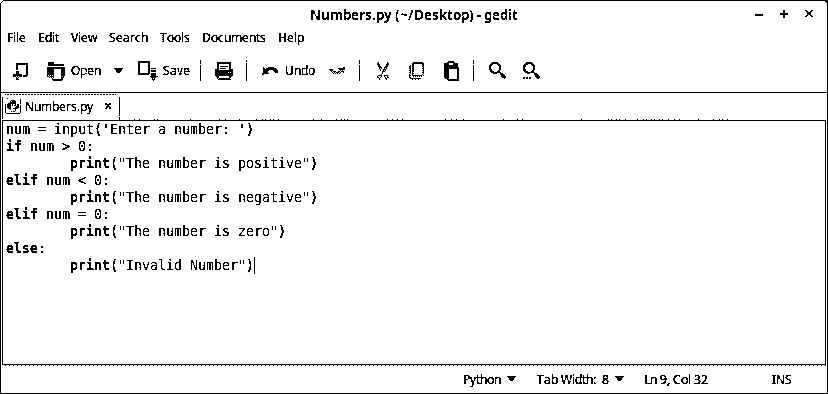 Numbers.py (~/Desktop) - gedit
File Edit View Search Tools Documents Help
Open Save Undo
Numbers.py ×
num = input('Enter a number: ')
if num > 0:
        print("The number is positive")
elif num < 0:
        print("The number is negative")
elif num = 0:
        print("The number is zero")
else:
        print("Invalid Number")
Python Tab Width: 8 Ln 9, Col 32 INS